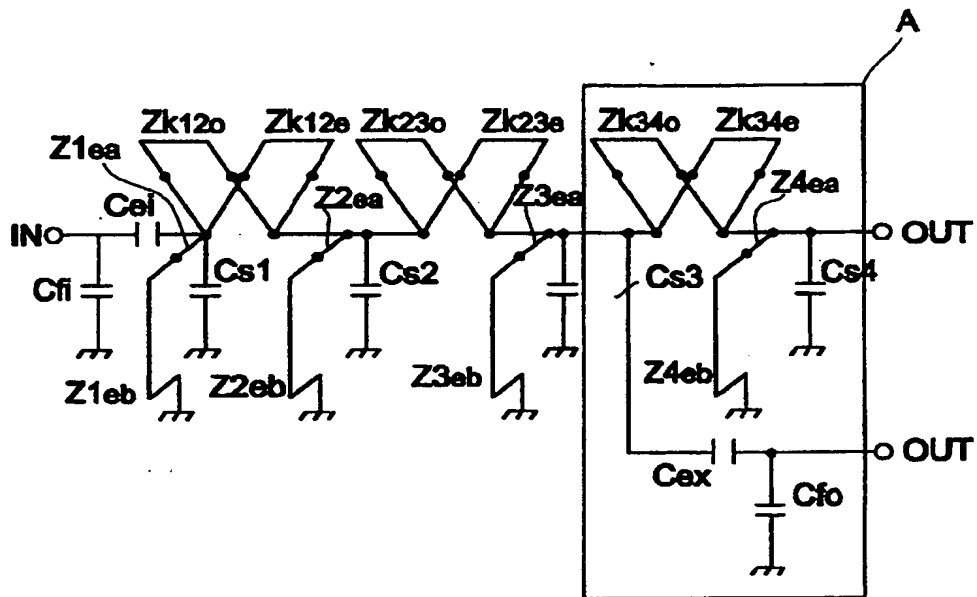 A
Zk12o Zk12e Zk23o Zk23e Zk34o Zk34e
Z1ea Z2ea Z3ea Z4ea
Cei
IN OUT
Cfi Cs1 Cs2 Cs3 Cs4
Z1eb Z2eb Z3eb Z4eb
OUT
Cex Cfo